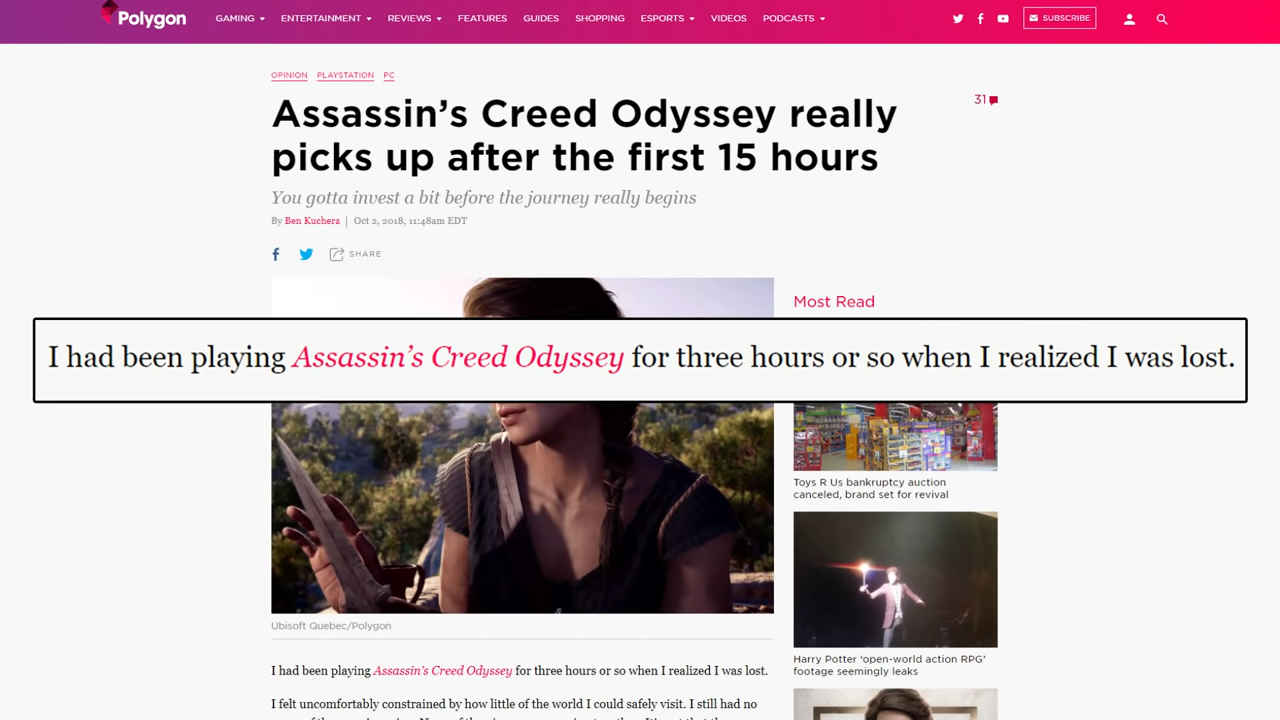 Polygon
GAMING
ENTERTAINMENT
REVIEWS
FEATURES
GUIDES
SHOPPING
ESPORTS
VIDEOS
PODCASTS
SUBSCRIBE
OPINION
PLAYSTATION
PC
Assassin’s Creed Odyssey really
picks up after the first 15 hours
31
You gotta invest a bit before the journey really begins
By Ben Kuchera | Oct 2, 2018, 11:48am EDT
SHARE
Most Read
I had been playing Assassin’s Creed Odyssey for three hours or so when I realized I was lost.
Toys R Us bankruptcy auction
canceled, brand set for revival
Ubisoft Quebec/Polygon
Harry Potter ‘open-world action RPG’
footage seemingly leaks
I had been playing Assassin’s Creed Odyssey for three hours or so when I realized I was lost.
I felt uncomfortably constrained by how little of the world I could safely visit. I still had no